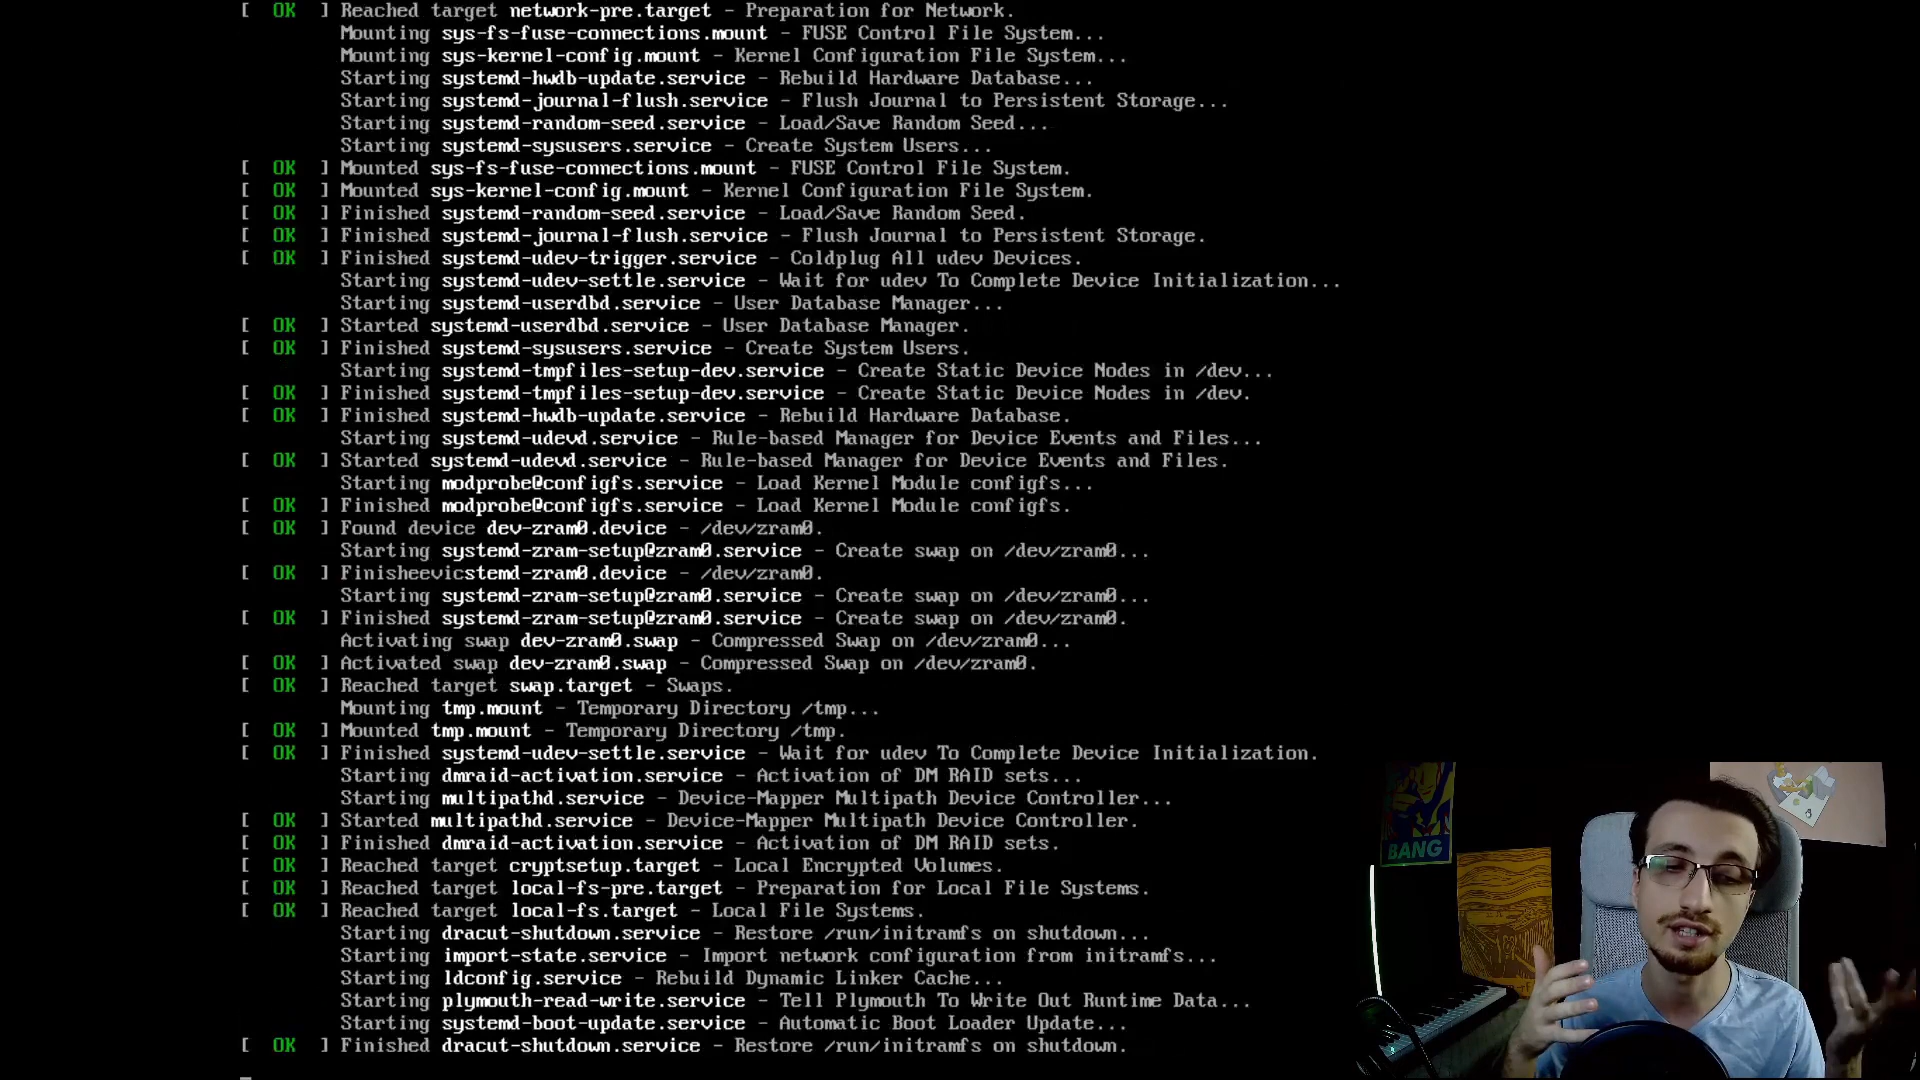 [  OK  ] Reached target network-pre.target - Preparation for Network.
Mounting sys-fs-fuse-connections.mount - FUSE Control File System...
Mounting sys-kernel-config.mount - Kernel Configuration File System...
Starting systemd-hwdb-update.service - Rebuild Hardware Database...
Starting systemd-journal-flush.service - Flush Journal to Persistent Storage...
Starting systemd-random-seed.service - Load/Save Random Seed...
Starting systemd-sysusers.service - Create System Users...
[  OK  ] Mounted sys-fs-fuse-connections.mount - FUSE Control File System.
[  OK  ] Mounted sys-kernel-config.mount - Kernel Configuration File System.
[  OK  ] Finished systemd-random-seed.service - Load/Save Random Seed.
[  OK  ] Finished systemd-journal-flush.service - Flush Journal to Persistent Storage.
[  OK  ] Finished systemd-udev-trigger.service - Coldplug All udev Devices.
Starting systemd-udev-settle.service - Wait for udev To Complete Device Initialization...
Starting systemd-userdbd.service - User Database Manager...
[  OK  ] Started systemd-userdbd.service - User Database Manager.
[  OK  ] Finished systemd-sysusers.service - Create System Users.
Starting systemd-tmpfiles-setup-dev.service - Create Static Device Nodes in /dev...
[  OK  ] Finished systemd-tmpfiles-setup-dev.service - Create Static Device Nodes in /dev.
[  OK  ] Finished systemd-hwdb-update.service - Rebuild Hardware Database.
Starting systemd-udevd.service - Rule-based Manager for Device Events and Files...
[  OK  ] Started systemd-udevd.service - Rule-based Manager for Device Events and Files.
Starting modprobe@configfs.service - Load Kernel Module configfs...
[  OK  ] Finished modprobe@configfs.service - Load Kernel Module configfs.
[  OK  ] Found device dev-zram0.device - /dev/zram0.
Starting systemd-zram-setup@zram0.service - Create swap on /dev/zram0...
[  OK  ] Finisheevicstemd-zram0.device - /dev/zram0.
Starting systemd-zram-setup@zram0.service - Create swap on /dev/zram0...
[  OK  ] Finished systemd-zram-setup@zram0.service - Create swap on /dev/zram0.
Activating swap dev-zram0.swap - Compressed Swap on /dev/zram0...
[  OK  ] Activated swap dev-zram0.swap - Compressed Swap on /dev/zram0.
[  OK  ] Reached target swap.target - Swaps.
Mounting tmp.mount - Temporary Directory /tmp...
[  OK  ] Mounted tmp.mount - Temporary Directory /tmp.
[  OK  ] Finished systemd-udev-settle.service - Wait for udev To Complete Device Initialization.
Starting dmraid-activation.service - Activation of DM RAID sets...
Starting multipathd.service - Device-Mapper Multipath Device Controller...
[  OK  ] Started multipathd.service - Device-Mapper Multipath Device Controller.
[  OK  ] Finished dmraid-activation.service - Activation of DM RAID sets.
[  OK  ] Reached target cryptsetup.target - Local Encrypted Volumes.
[  OK  ] Reached target local-fs-pre.target - Preparation for Local File Systems.
[  OK  ] Reached target local-fs.target - Local File Systems.
Starting dracut-shutdown.service - Restore /run/initramfs on shutdown...
Starting import-state.service - Import network configuration from initramfs...
Starting ldconfig.service - Rebuild Dynamic Linker Cache...
Starting plymouth-read-write.service - Tell Plymouth To Write Out Runtime Data...
Starting systemd-boot-update.service - Automatic Boot Loader Update...
[  OK  ] Finished dracut-shutdown.service - Restore /run/initramfs on shutdown.
BANG